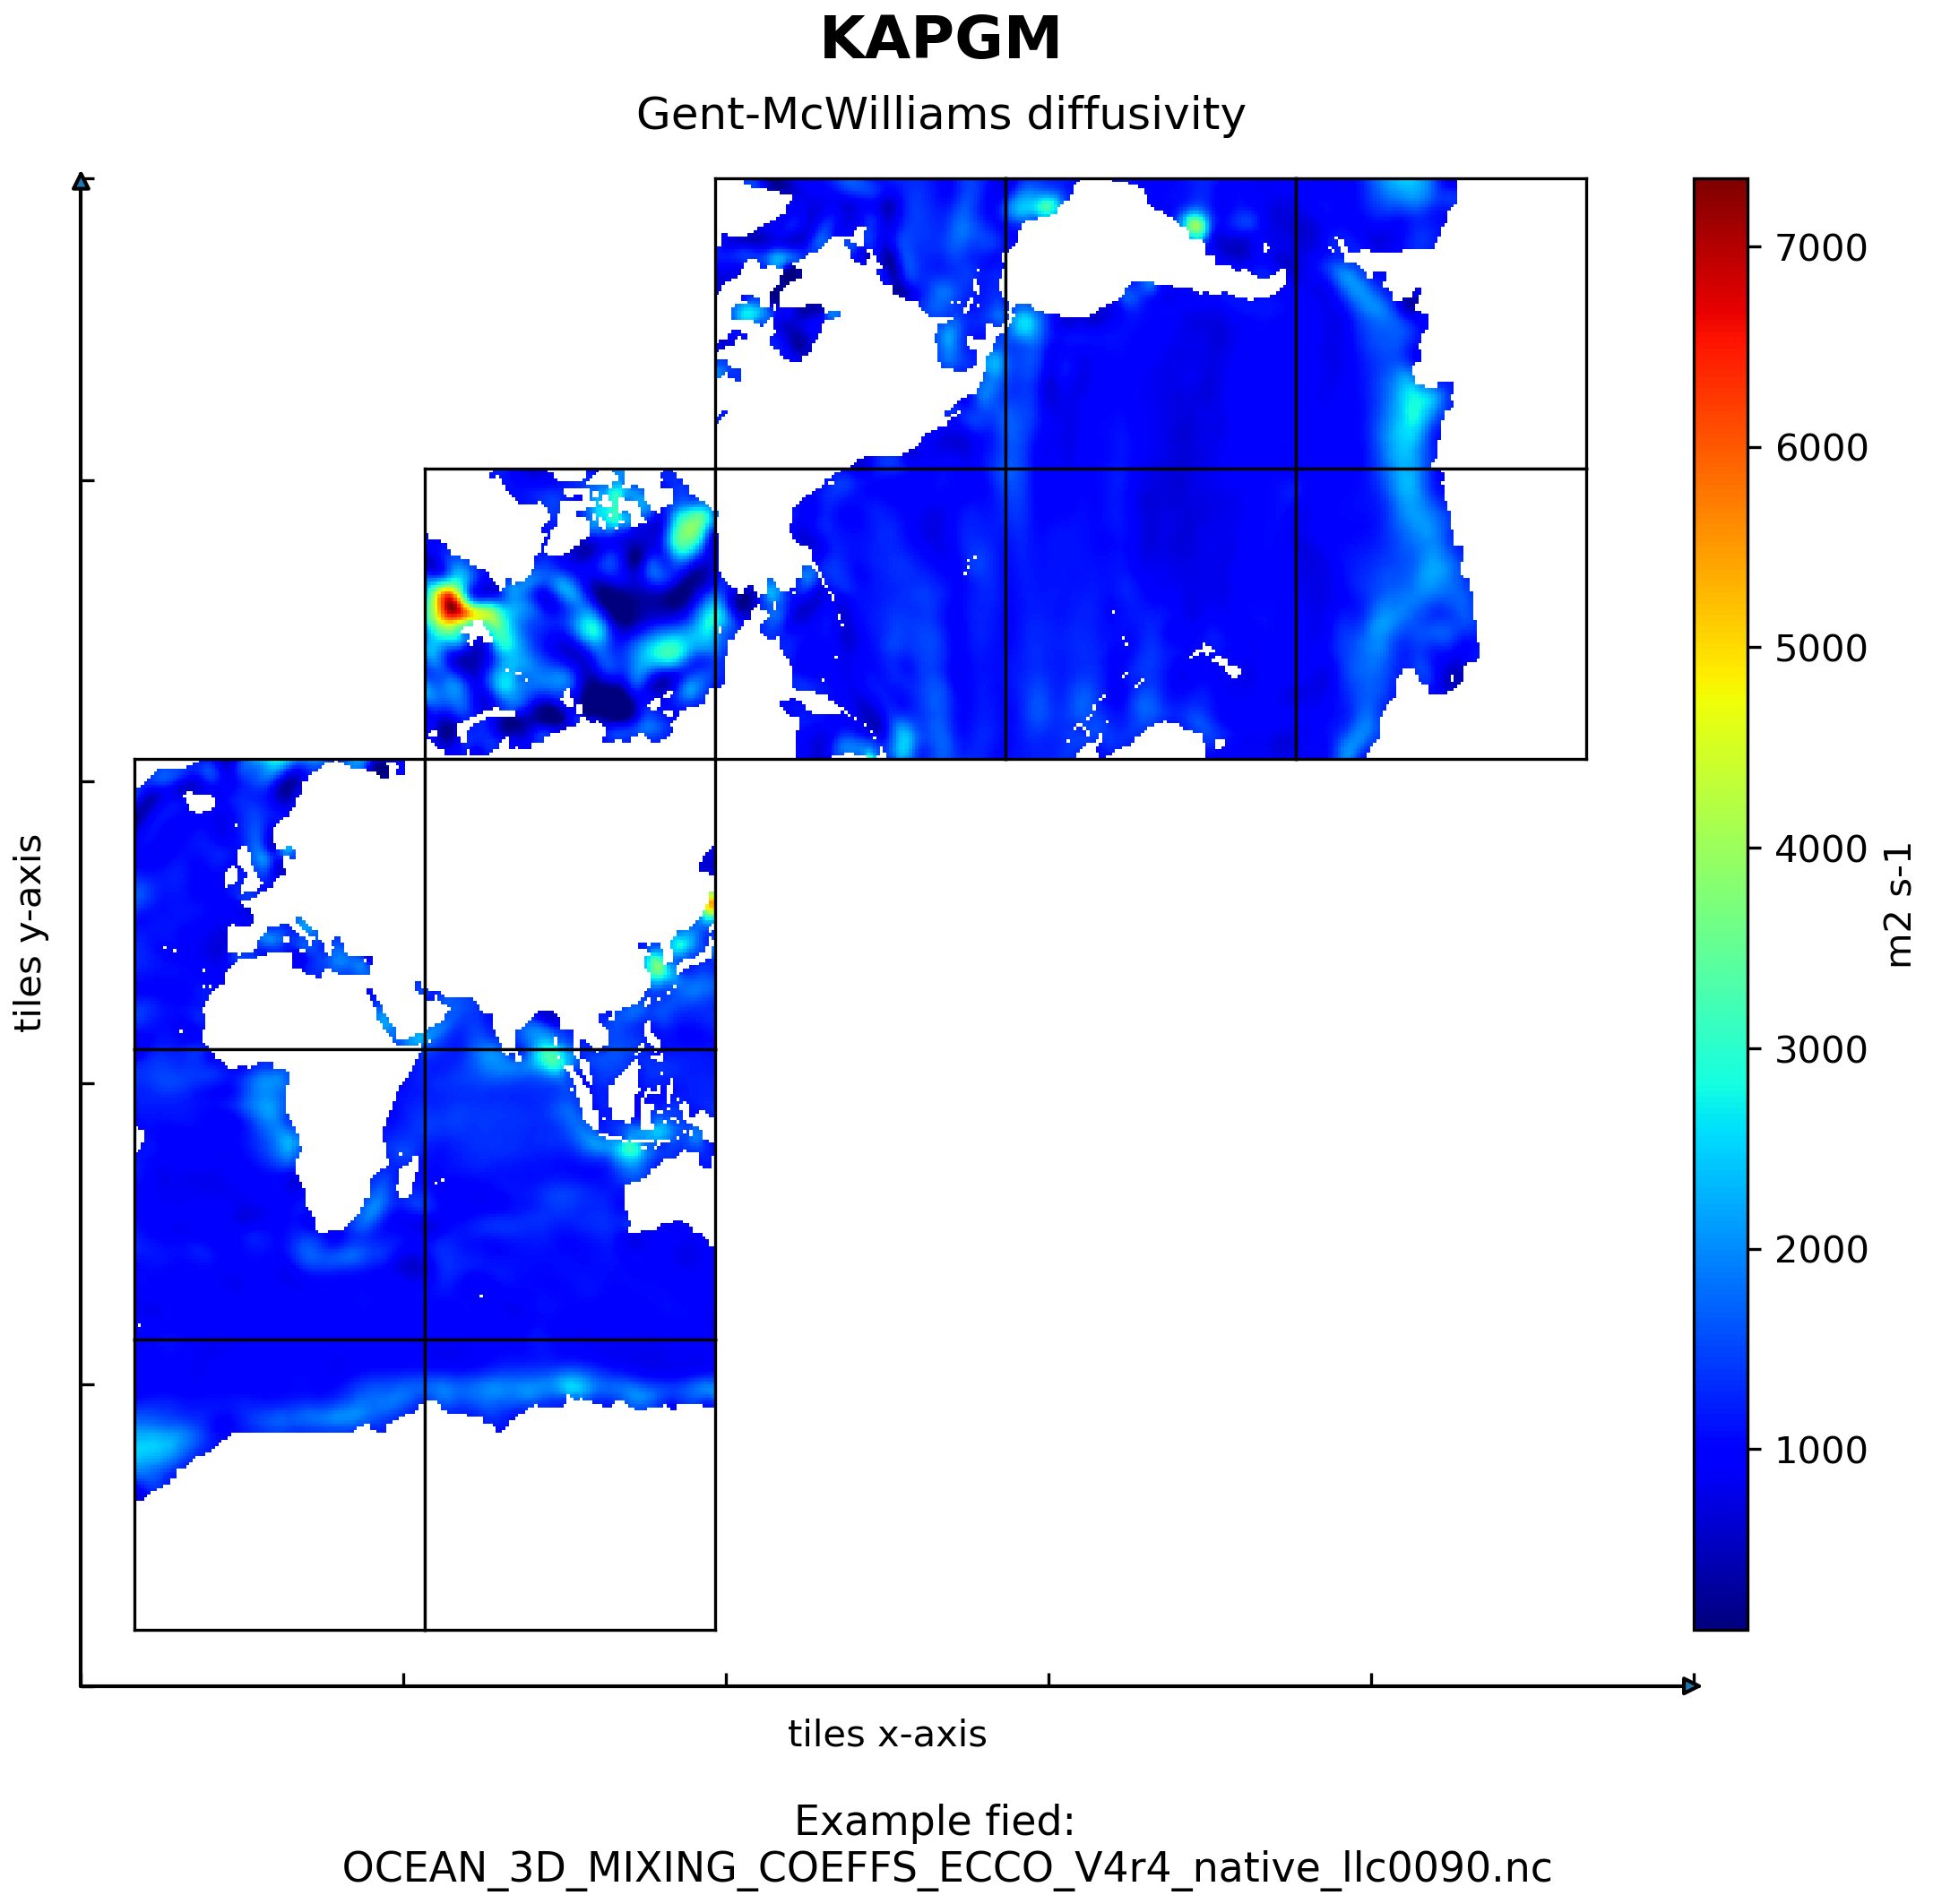 KAPGM
Gent-McWilliams diffusivity
7000
6000
5000
4000
3000
2000
1000
m2 s-1
tiles y-axis
tiles x-axis
Example fied:
OCEAN_3D_MIXING_COEFFS_ECCO_V4r4_native_llc0090.nc